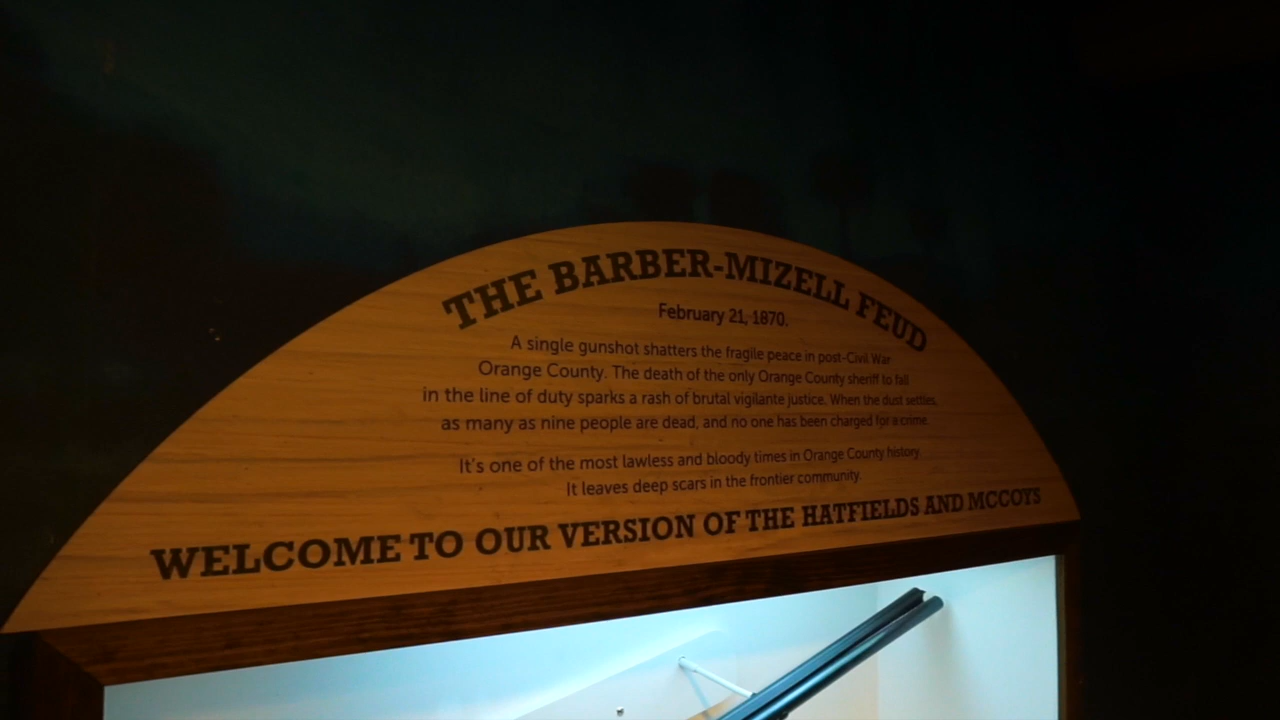 THE BARBER-MIZELL FEUD
February 21, 1870.
A single gunshot shatters the fragile peace in post-Civil War
Orange County. The death of the only Orange County sheriff to fall
in the line of duty sparks a rash of brutal vigilante justice. When the dust settles,
as many as nine people are dead, and no one has been charged for a crime.
It's one of the most lawless and bloody times in Orange County history.
It leaves deep scars in the frontier community.
WELCOME TO OUR VERSION OF THE HATFIELDS AND MCCOYS